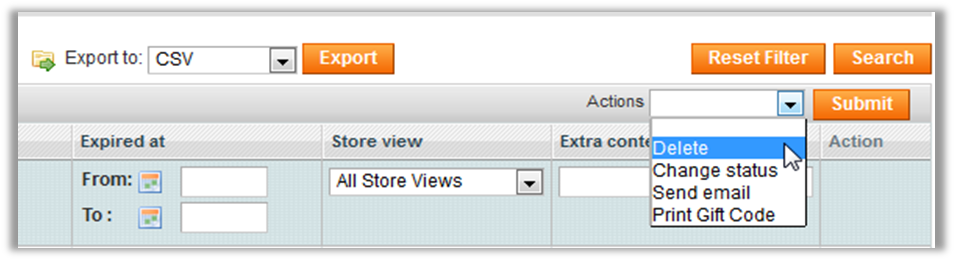 Export to: CSV Export Reset Filter Search
Actions Submit
Expired at Store view Extra conte Action
Delete
Change status
Send email
Print Gift Code
From: All Store Views
To :